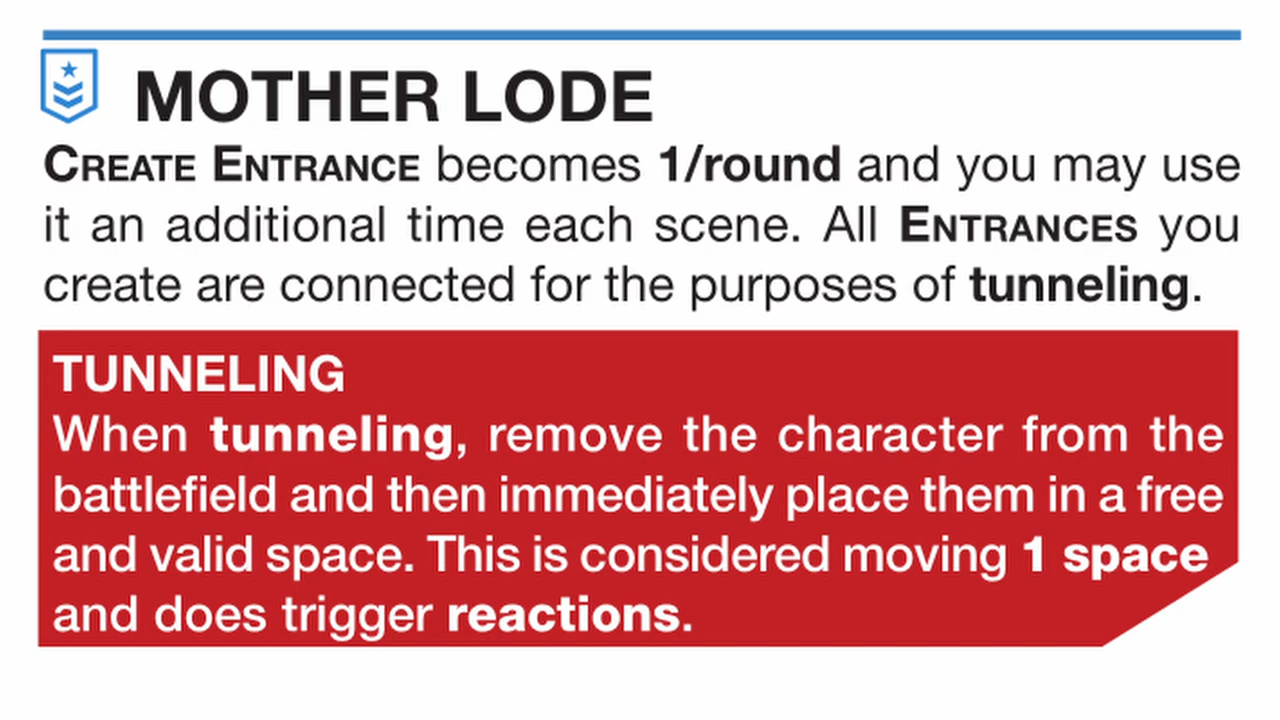 MOTHER LODE
CREATE ENTRANCE becomes 1/round and you may use
it an additional time each scene. All ENTRANCES you
create are connected for the purposes of tunneling.
TUNNELING
When tunneling, remove the character from the
battlefield and then immediately place them in a free
and valid space. This is considered moving 1 space
and does trigger reactions.